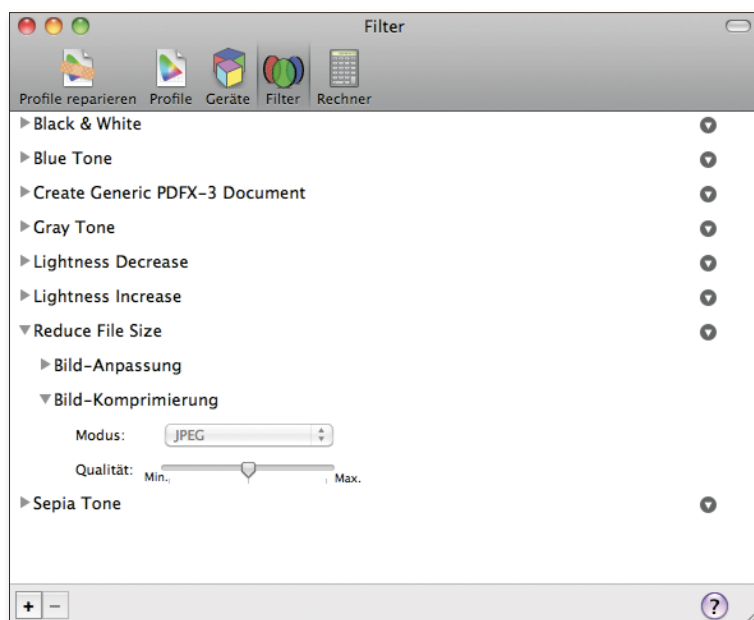 Filter
Profile reparieren Profile Geräte Filter Rechner
Black & White
Blue Tone
Create Generic PDFX-3 Document
Gray Tone
Lightness Decrease
Lightness Increase
Reduce File Size
Bild-Anpassung
Bild-Komprimierung
Modus: JPEG
Qualität: Min. Max.
Sepia Tone
+ − ?